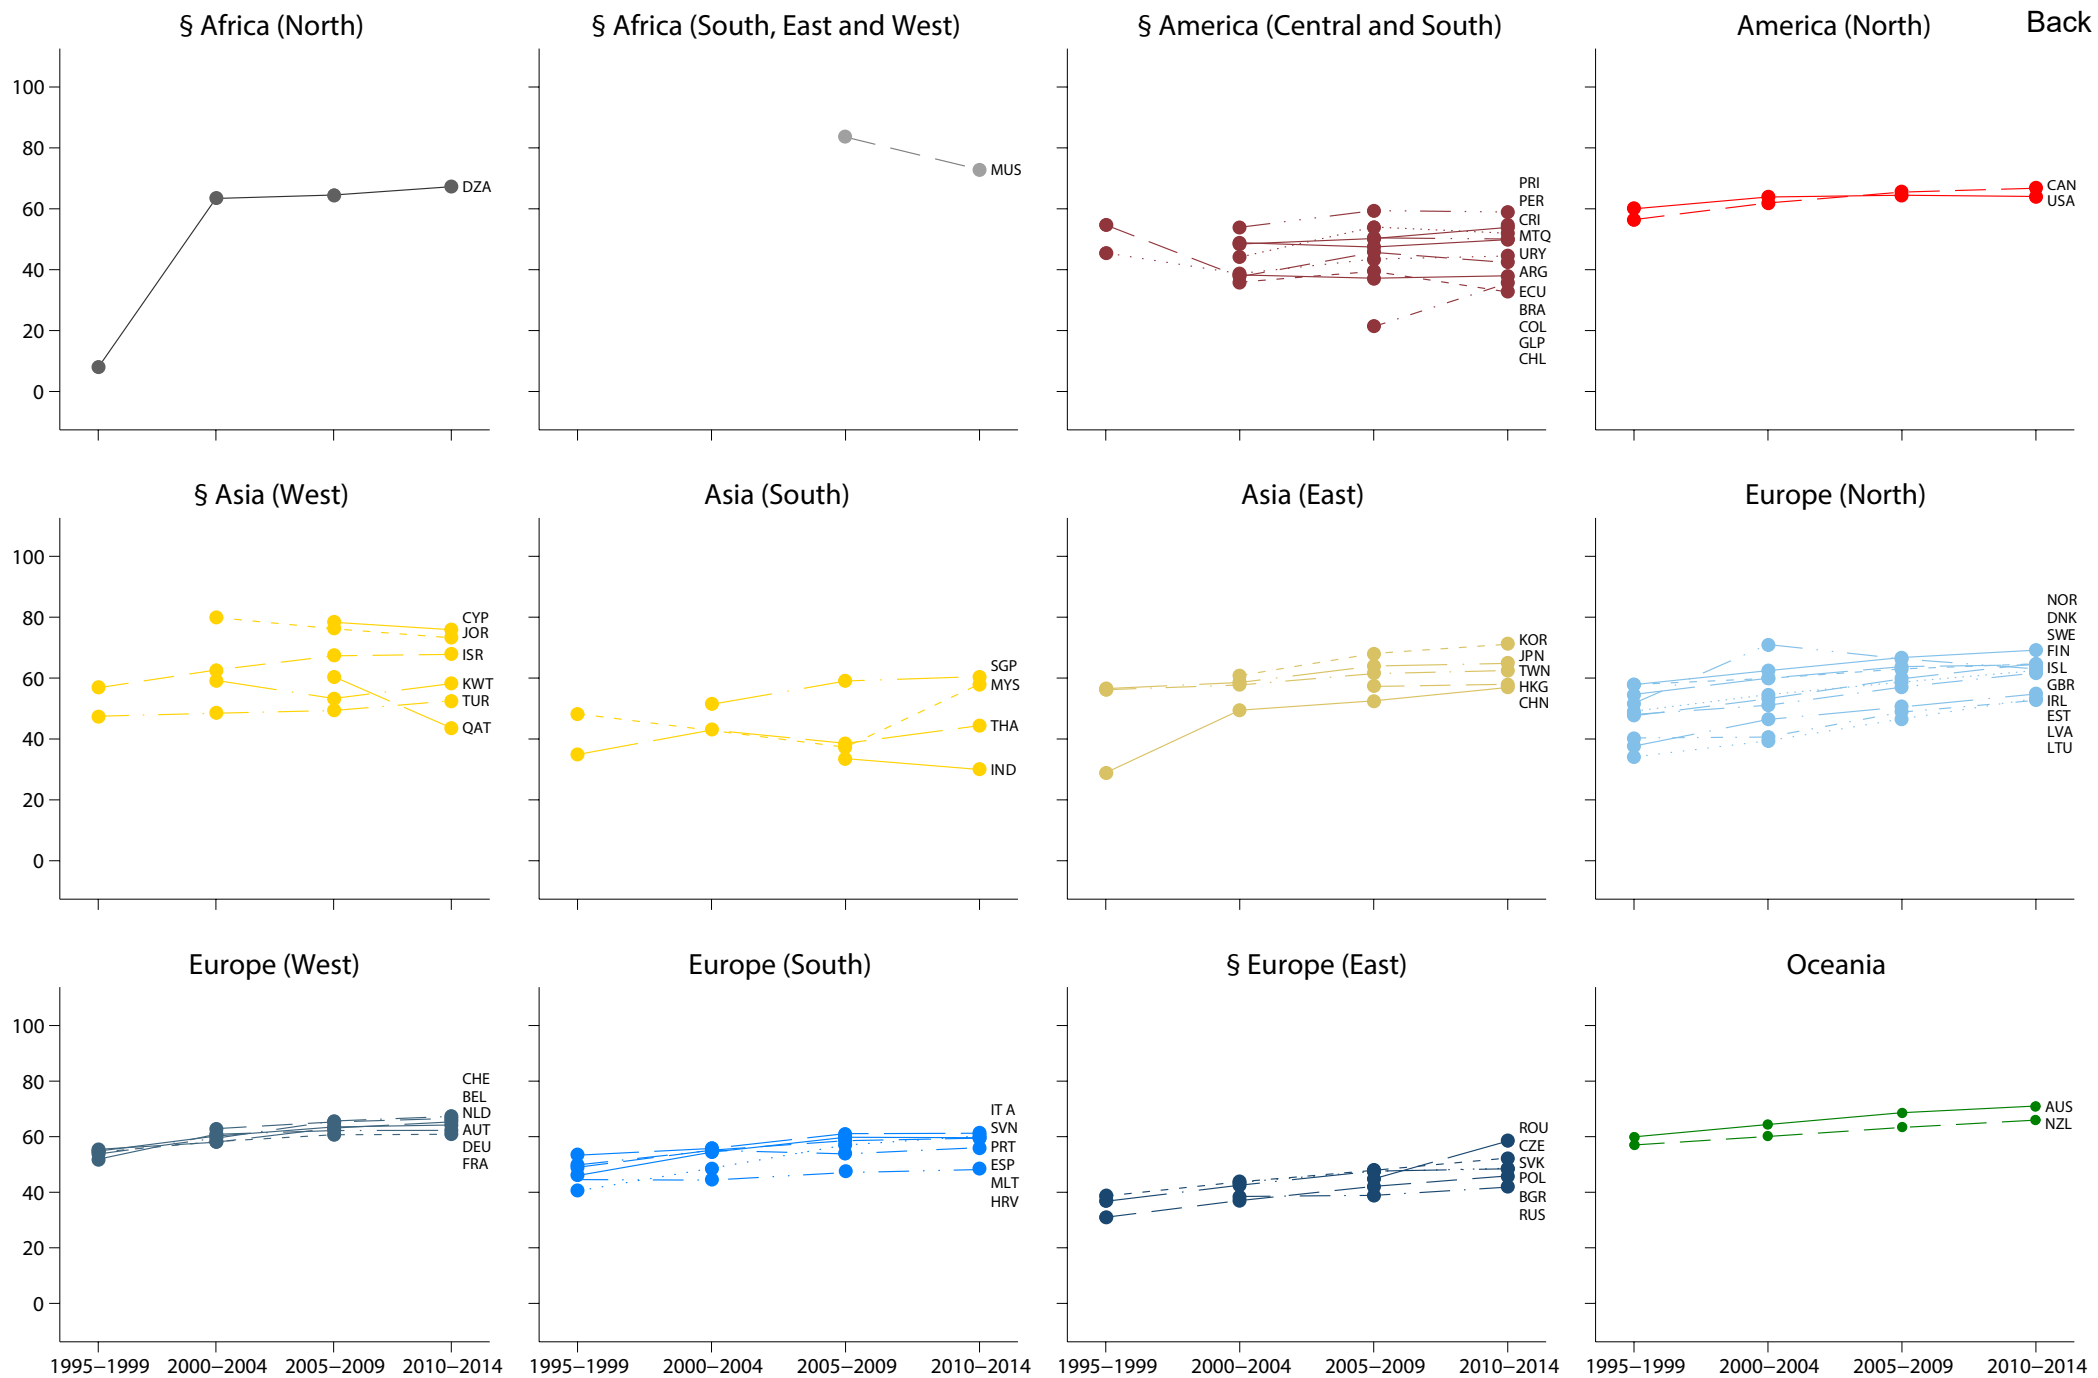 § Africa (North)
§ Africa (South, East and West)
§ America (Central and South)
America (North)
Back
100
80
60
40
20
0
DZA
MUS
PRI
PER
CRI
MTQ
URY
ARG
ECU
BRA
COL
GLP
CHL
CAN
USA
§ Asia (West)
Asia (South)
Asia (East)
Europe (North)
100
80
60
40
20
0
CYP
JOR
ISR
KWT
TUR
QAT
SGP
MYS
THA
IND
KOR
JPN
TWN
HKG
CHN
NOR
DNK
SWE
FIN
ISL
GBR
IRL
EST
LVA
LTU
Europe (West)
Europe (South)
§ Europe (East)
Oceania
100
80
60
40
20
0
CHE
BEL
NLD
AUT
DEU
FRA
IT A
SVN
PRT
ESP
MLT
HRV
ROU
CZE
SVK
POL
BGR
RUS
AUS
NZL
1995–1999 2000–2004 2005–2009 2010–2014
1995–1999 2000–2004 2005–2009 2010–2014
1995–1999 2000–2004 2005–2009 2010–2014
1995–1999 2000–2004 2005–2009 2010–2014